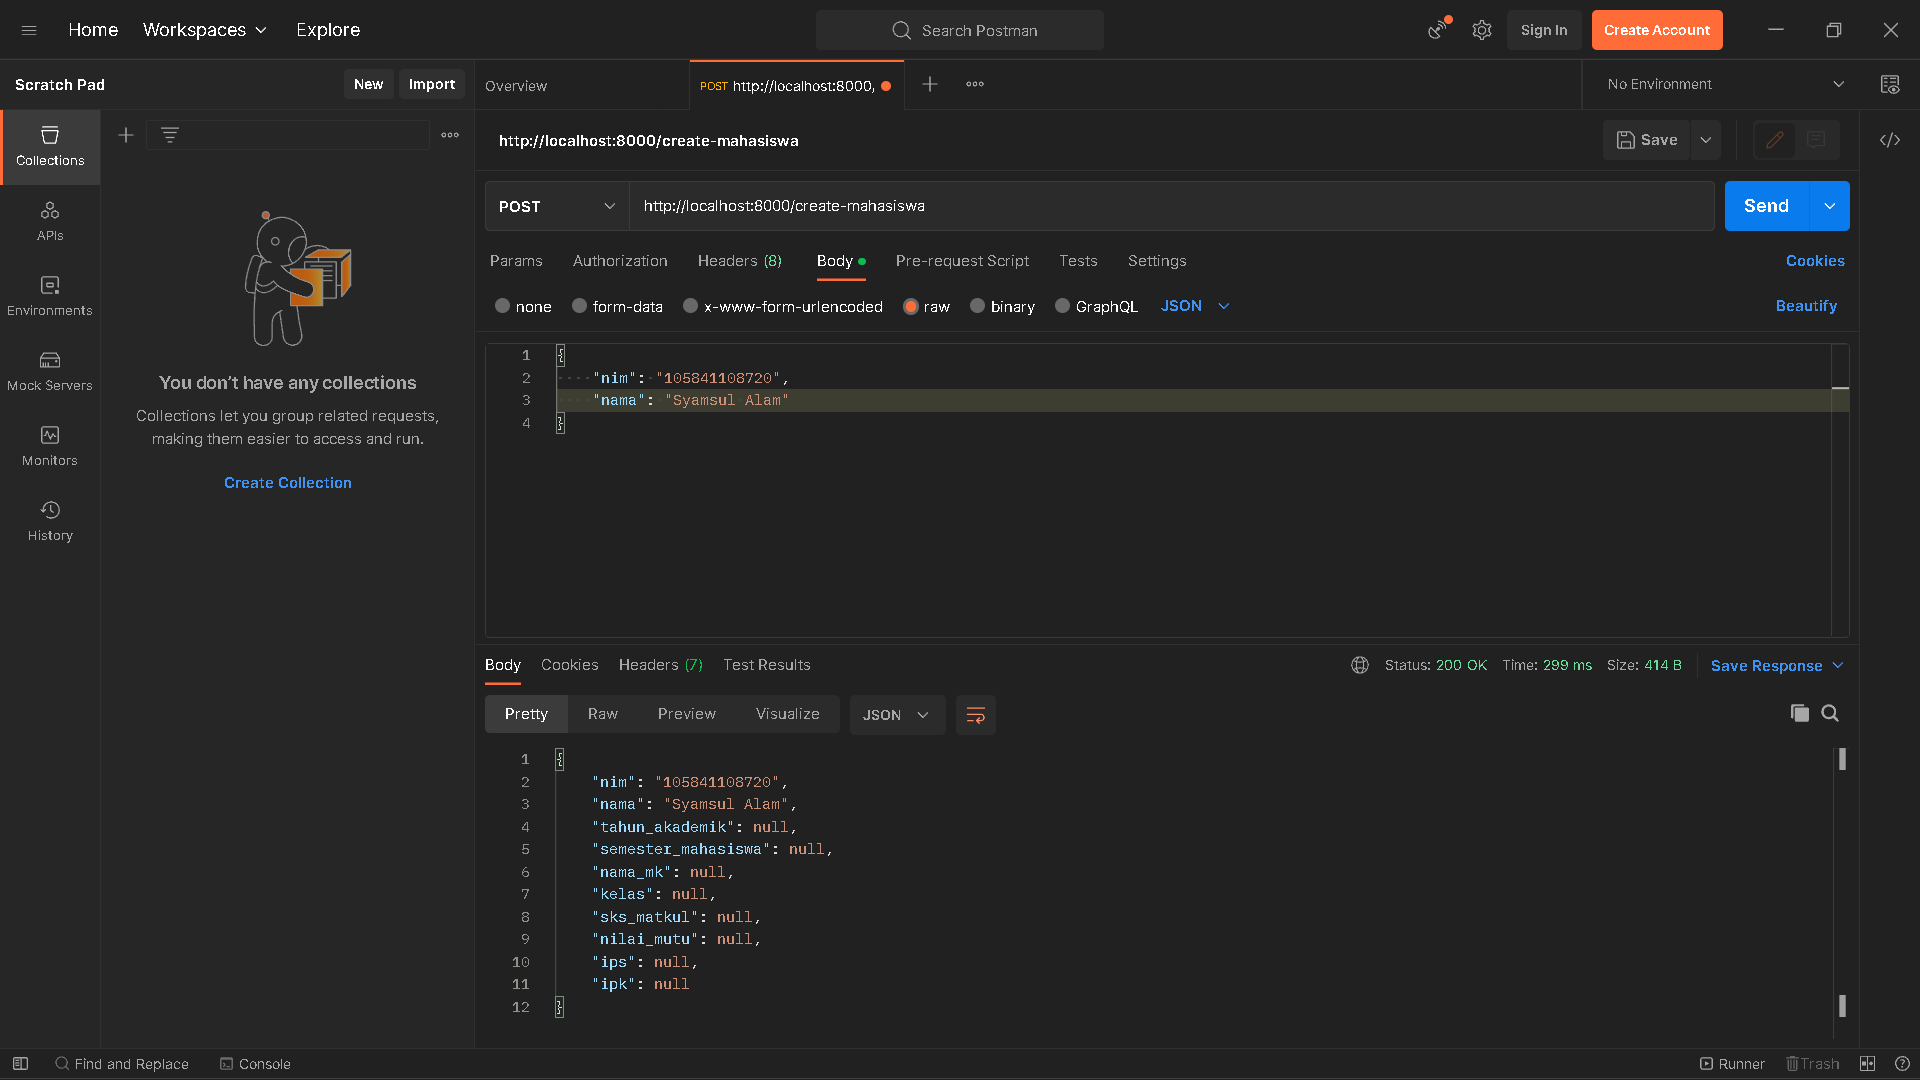 Home Workspaces Explore
Search Postman
Sign In Create Account
Scratch Pad New Import
Overview POST http://localhost:8000, No Environment
http://localhost:8000/create-mahasiswa Save
POST http://localhost:8000/create-mahasiswa Send
Params Authorization Headers (8) Body Pre-request Script Tests Settings Cookies
none form-data x-www-form-urlencoded raw binary GraphQL JSON Beautify
1 {
2 "nim": "105841108720",
3 "nama": "Syamsul Alam"
4 }
Collections
APIs
Environments
Mock Servers
Monitors
History
You don't have any collections
Collections let you group related requests,
making them easier to access and run.
Create Collection
Body Cookies Headers (7) Test Results Status: 200 OK Time: 299 ms Size: 414 B Save Response
Pretty Raw Preview Visualize JSON
1 {
2 "nim": "105841108720",
3 "nama": "Syamsul Alam",
4 "tahun_akademik": null,
5 "semester_mahasiswa": null,
6 "nama_mk": null,
7 "kelas": null,
8 "sks_matkul": null,
9 "nilai_mutu": null,
10 "ips": null,
11 "ipk": null
12 }
Find and Replace Console Runner Trash